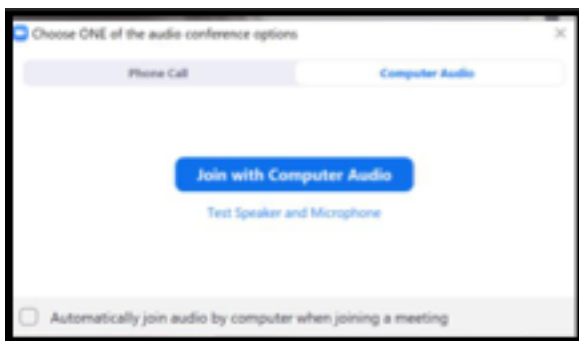 Choose ONE of the audio conference options
Phone Call
Computer Audio
Join with Computer Audio
Test Speaker and Microphone
Automatically join audio by computer when joining a meeting